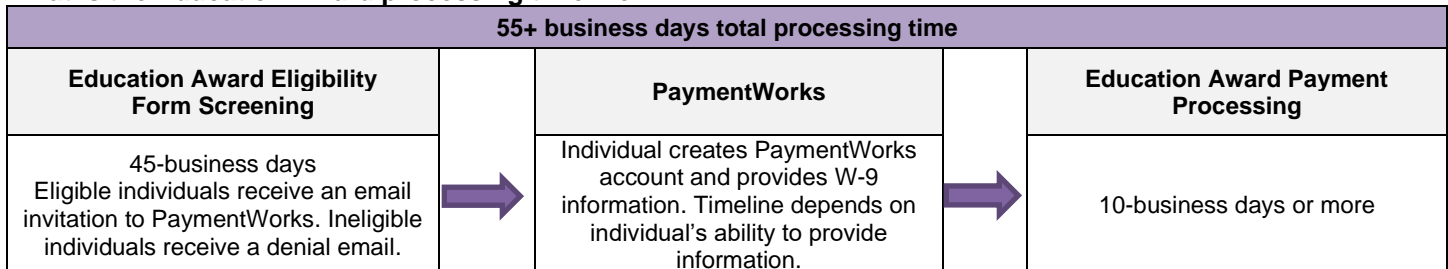 55+ business days total processing time
Education Award Eligibility
Form Screening
PaymentWorks
Education Award Payment
Processing
45-business days
Eligible individuals receive an email
invitation to PaymentWorks. Ineligible
individuals receive a denial email.
Individual creates PaymentWorks
account and provides W-9
information. Timeline depends on
individual's ability to provide
information.
10-business days or more